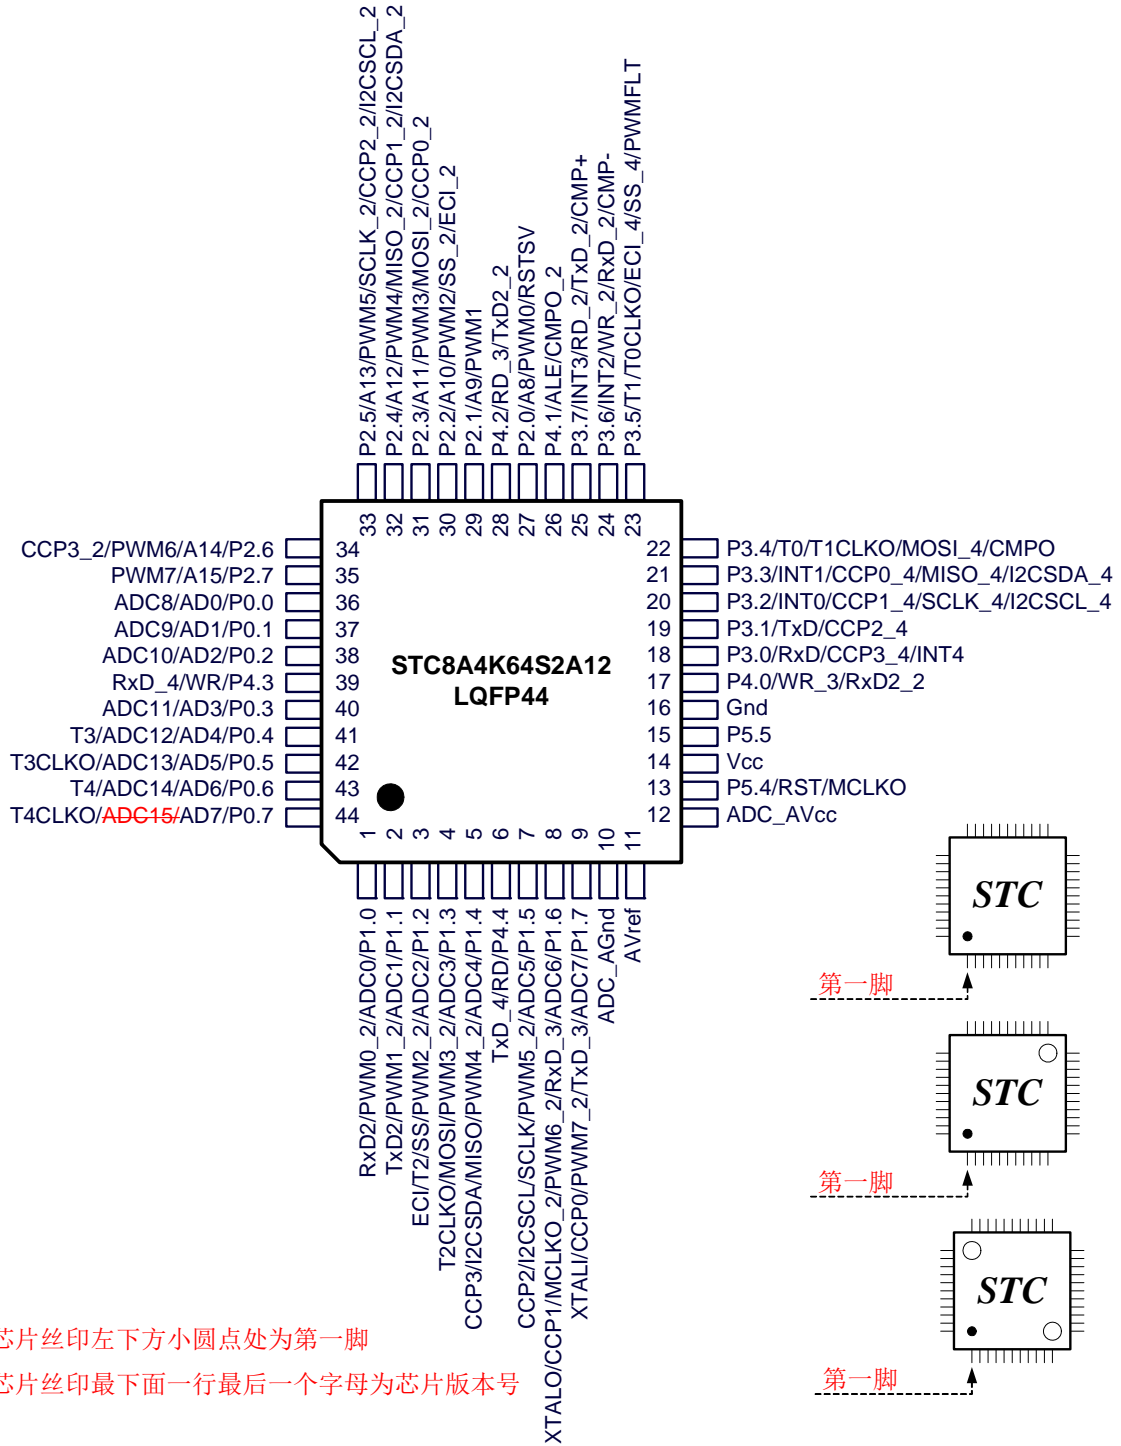 P2.5/A13/PWM5/SCLK_2/CCP2_2/I2CSCL_2
P2.4/A12/PWM4/MISO_2/CCP1_2/I2CSDA_2
P2.3/A11/PWM3/MOSI_2/CCP0_2
P2.2/A10/PWM2/SS_2/ECI_2
P2.1/A9/PWM1
P4.2/RD_3/TxD2_2
P2.0/A8/PWM0/RSTSV
P4.1/ALE/CMPO_2
P3.7/INT3/RD_2/TxD_2/CMP+
P3.6/INT2/WR_2/RxD_2/CMP-
P3.5/T1/T0CLKO/ECI_4/SS_4/PWMFLT
33 32 31 30 29 28 27 26 25 24 23
CCP3_2/PWM6/A14/P2.6 34
PWM7/A15/P2.7 35
ADC8/AD0/P0.0 36
ADC9/AD1/P0.1 37
ADC10/AD2/P0.2 38
RxD_4/WR/P4.3 39
ADC11/AD3/P0.3 40
T3/ADC12/AD4/P0.4 41
T3CLKO/ADC13/AD5/P0.5 42
T4/ADC14/AD6/P0.6 43
T4CLKO/ADC15/AD7/P0.7 44
STC8A4K64S2A12
LQFP44
22 P3.4/T0/T1CLKO/MOSI_4/CMPO
21 P3.3/INT1/CCP0_4/MISO_4/I2CSDA_4
20 P3.2/INT0/CCP1_4/SCLK_4/I2CSCL_4
19 P3.1/TxD/CCP2_4
18 P3.0/RxD/CCP3_4/INT4
17 P4.0/WR_3/RxD2_2
16 Gnd
15 P5.5
14 Vcc
13 P5.4/RST/MCLKO
12 ADC_AVcc
1 2 3 4 5 6 7 8 9 10 11
RxD2/PWM0_2/ADC0/P1.0
TxD2/PWM1_2/ADC1/P1.1
ECI/T2/SS/PWM2_2/ADC2/P1.2
T2CLKO/MOSI/PWM3_2/ADC3/P1.3
CCP3/I2CSDA/MISO/PWM4_2/ADC4/P1.4
TxD_4/RD/P4.4
CCP2/I2CSCL/SCLK/PWM5_2/ADC5/P1.5
XTALO/CCP1/MCLKO_2/PWM6_2/RxD_3/ADC6/P1.6
XTALI/CCP0/PWM7_2/TxD_3/ADC7/P1.7
ADC_AGnd
AVref
STC
第一脚
STC
第一脚
STC
第一脚
芯片丝印左下方小圆点处为第一脚
芯片丝印最下面一行最后一个字母为芯片版本号